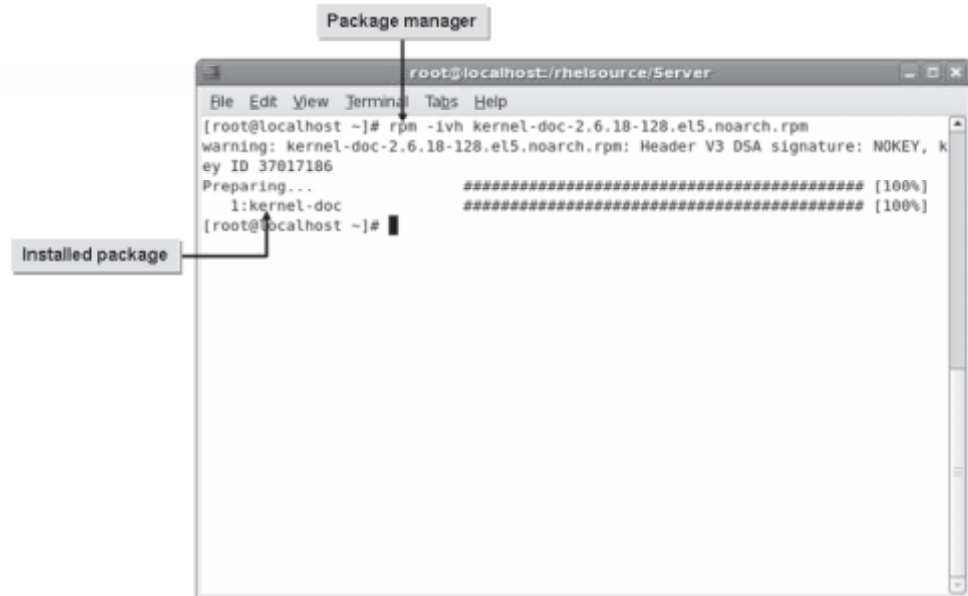 Package manager
root@localhost:/rhelsource/Server
File Edit View Terminal Tabs Help
[root@localhost ~]# rpm -ivh kernel-doc-2.6.18-128.el5.noarch.rpm
warning: kernel-doc-2.6.18-128.el5.noarch.rpm: Header V3 DSA signature: NOKEY, k
ey ID 37017186
Preparing... ########################################### [100%]
1:kernel-doc ########################################### [100%]
[root@localhost ~]#
Installed package